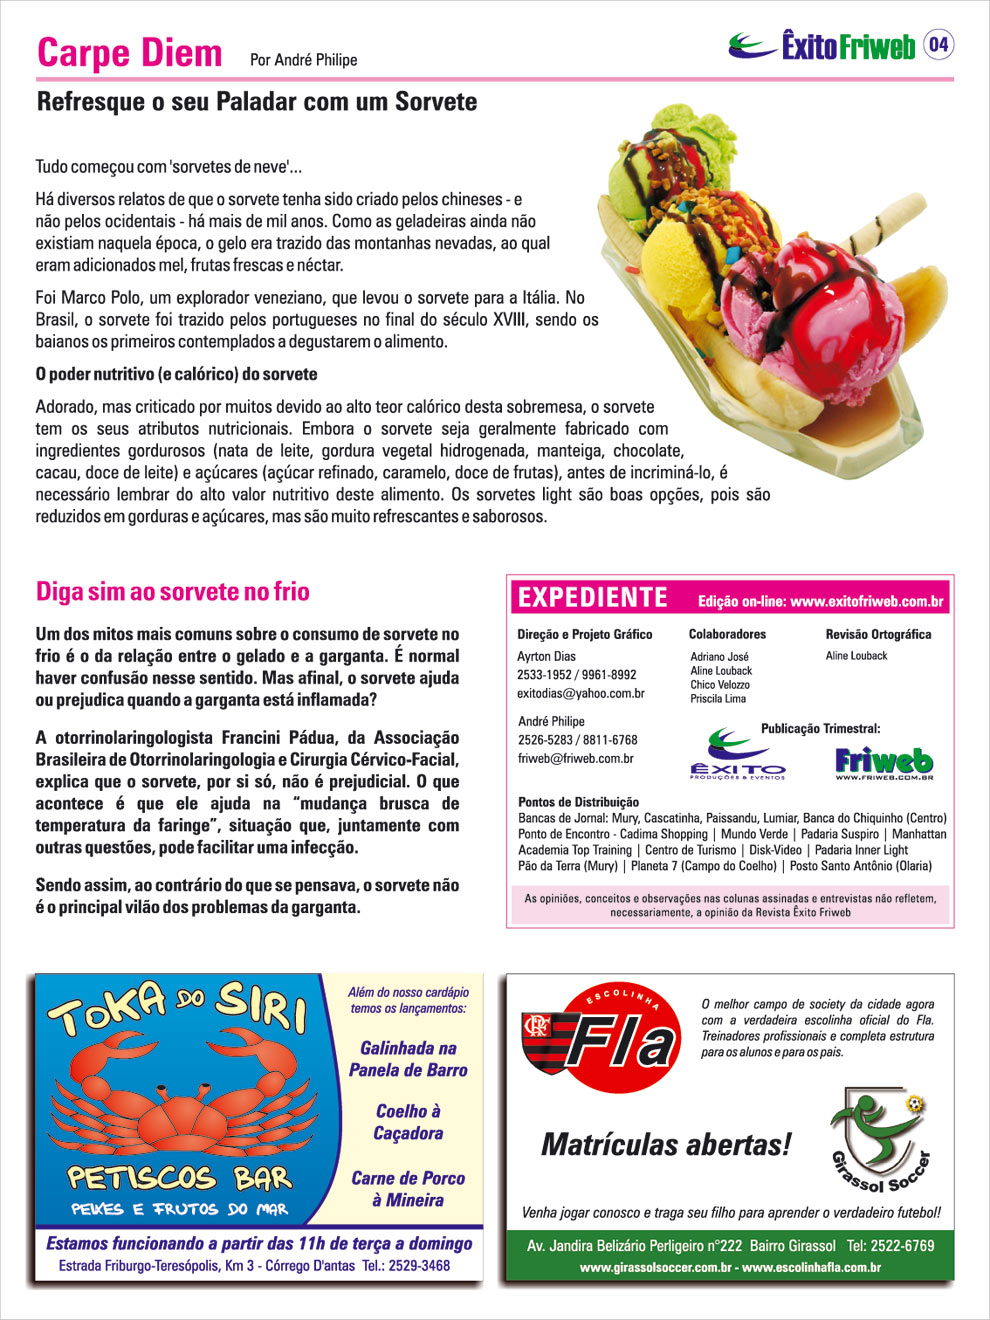 Carpe Diem
Por André Philipe
ÊxitoFriweb
04
Refresque o seu Paladar com um Sorvete
Tudo começou com 'sorvetes de neve'...
Há diversos relatos de que o sorvete tenha sido criado pelos chineses - e
não pelos ocidentais - há mais de mil anos. Como as geladeiras ainda não
existiam naquela época, o gelo era trazido das montanhas nevadas, ao qual
eram adicionados mel, frutas frescas e néctar.
Foi Marco Polo, um explorador veneziano, que levou o sorvete para a Itália. No
Brasil, o sorvete foi trazido pelos portugueses no final do século XVIII, sendo os
baianos os primeiros contemplados a degustarem o alimento.
O poder nutritivo (e calórico) do sorvete
Adorado, mas criticado por muitos devido ao alto teor calórico desta sobremesa, o sorvete
tem os seus atributos nutricionais. Embora o sorvete seja geralmente fabricado com
ingredientes gordurosos (nata de leite, gordura vegetal hidrogenada, manteiga, chocolate,
cacau, doce de leite) e açúcares (açúcar refinado, caramelo, doce de frutas), antes de incriminá-lo, é
necessário lembrar do alto valor nutritivo deste alimento. Os sorvetes light são boas opções, pois são
reduzidos em gorduras e açúcares, mas são muito refrescantes e saborosos.
Diga sim ao sorvete no frio
Um dos mitos mais comuns sobre o consumo de sorvete no
frio é o da relação entre o gelado e a garganta. É normal
haver confusão nesse sentido. Mas afinal, o sorvete ajuda
ou prejudica quando a garganta está inflamada?
A otorrinolaringologista Francini Pádua, da Associação
Brasileira de Otorrinolaringologia e Cirurgia Cérvico-Facial,
explica que o sorvete, por si só, não é prejudicial. O que
acontece é que ele ajuda na “mudança brusca de
temperatura da faringe”, situação que, juntamente com
outras questões, pode facilitar uma infecção.
Sendo assim, ao contrário do que se pensava, o sorvete não
é o principal vilão dos problemas da garganta.
EXPEDIENTE
Edição on-line: www.exitofriweb.com.br
Direção e Projeto Gráfico
Ayrton Dias
2533-1952 / 9961-8992
exitodias@yahoo.com.br
André Philipe
2526-5283 / 8811-6768
friweb@friweb.com.br
Colaboradores
Adriano José
Aline Louback
Chico Velozzo
Priscila Lima
Revisão Ortográfica
Aline Louback
Publicação Trimestral:
ÊXITO
PRODUÇÕES E EVENTOS
Friweb
WWW.FRIWEB.COM.BR
Pontos de Distribuição
Bancas de Jornal: Mury, Cascatinha, Paissandu, Lumiar, Banca do Chiquinho (Centro)
Ponto de Encontro - Cadima Shopping | Mundo Verde | Padaria Suspiro | Manhattan
Academia Top Training | Centro de Turismo | Disk-Video | Padaria Inner Light
Pão da Terra (Mury) | Planeta 7 (Campo do Coelho) | Posto Santo Antônio (Olaria)
As opiniões, conceitos e observações nas colunas assinadas e entrevistas não refletem,
necessariamente, a opinião da Revista Êxito Friweb
TOKA DO SIRI
PETISCOS BAR
PEIXES E FRUTOS DO MAR
Além do nosso cardápio
temos os lançamentos:
Galinhada na
Panela de Barro
Coelho à
Caçadora
Carne de Porco
à Mineira
Estamos funcionando a partir das 11h de terça a domingo
Estrada Friburgo-Teresópolis, Km 3 - Córrego D'antas Tel.: 2529-3468
ESCOLINHA
Fla
O melhor campo de society da cidade agora
com a verdadeira escolinha oficial do Fla.
Treinadores profissionais e completa estrutura
para os alunos e para os pais.
Matrículas abertas!
Girassol Soccer
Venha jogar conosco e traga seu filho para aprender o verdadeiro futebol!
Av. Jandira Belizário Perligeiro n°222 Bairro Girassol Tel: 2522-6769
www.girassolsoccer.com.br - www.escolinhafla.com.br